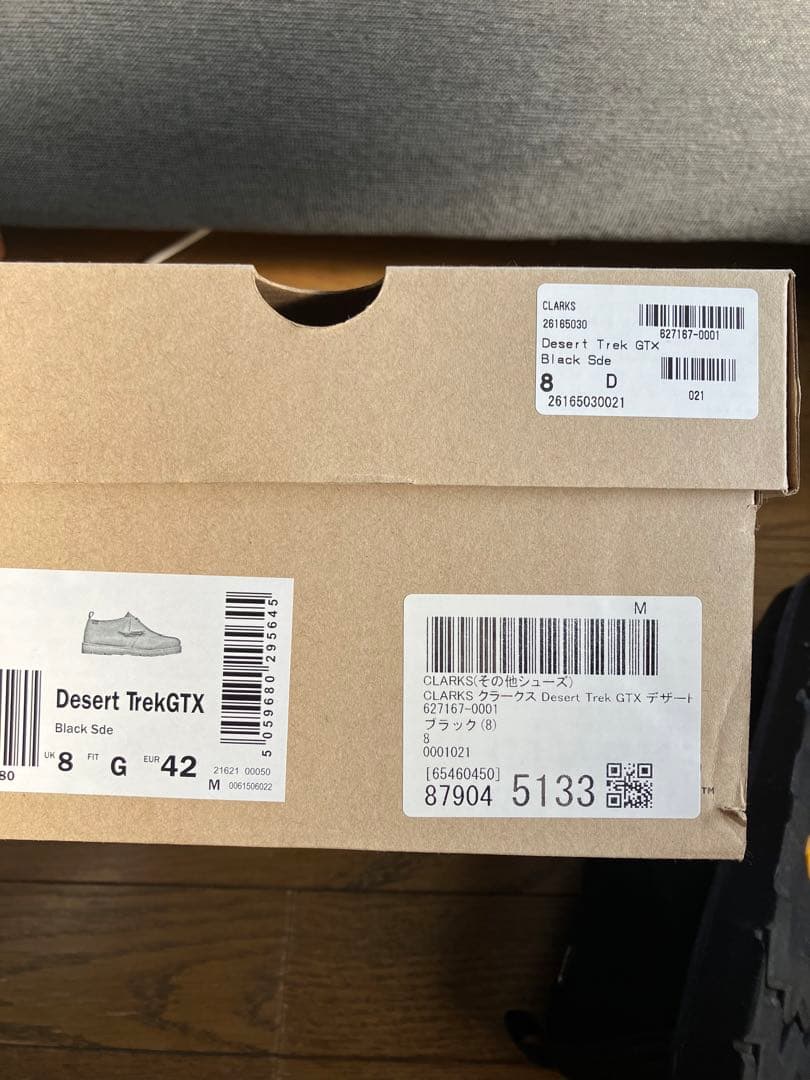 CLARKS
26165030
627167-0001
Desert Trek GTX
Black Sde
8 D
021
26165030021
Desert TrekGTX
Black Sde
UK 8 FIT G EUR 42
21621 00050
M 0061506022
5 059680 295645
80
M
CLARKS(その他シューズ)
CLARKS クラークス Desert Trek GTX デザート
627167-0001
ブラック(8)
8
0001021
[65460450]
87904 5133
TM